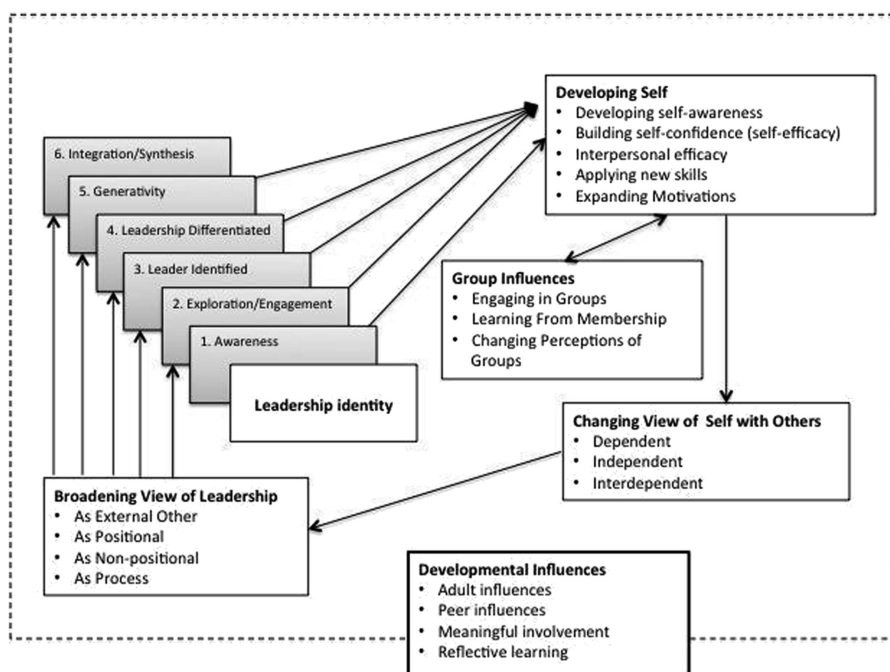 Developing Self
• Developing self-awareness
• Building self-confidence (self-efficacy)
• Interpersonal efficacy
• Applying new skills
• Expanding Motivations
6. Integration/Synthesis
5. Generativity
4. Leadership Differentiated
3. Leader Identified
2. Exploration/Engagement
1. Awareness
Leadership identity
Group Influences
• Engaging in Groups
• Learning From Membership
• Changing Perceptions of
Groups
Changing View of Self with Others
• Dependent
• Independent
• Interdependent
Broadening View of Leadership
• As External Other
• As Positional
• As Non-positional
• As Process
Developmental Influences
• Adult influences
• Peer influences
• Meaningful involvement
• Reflective learning